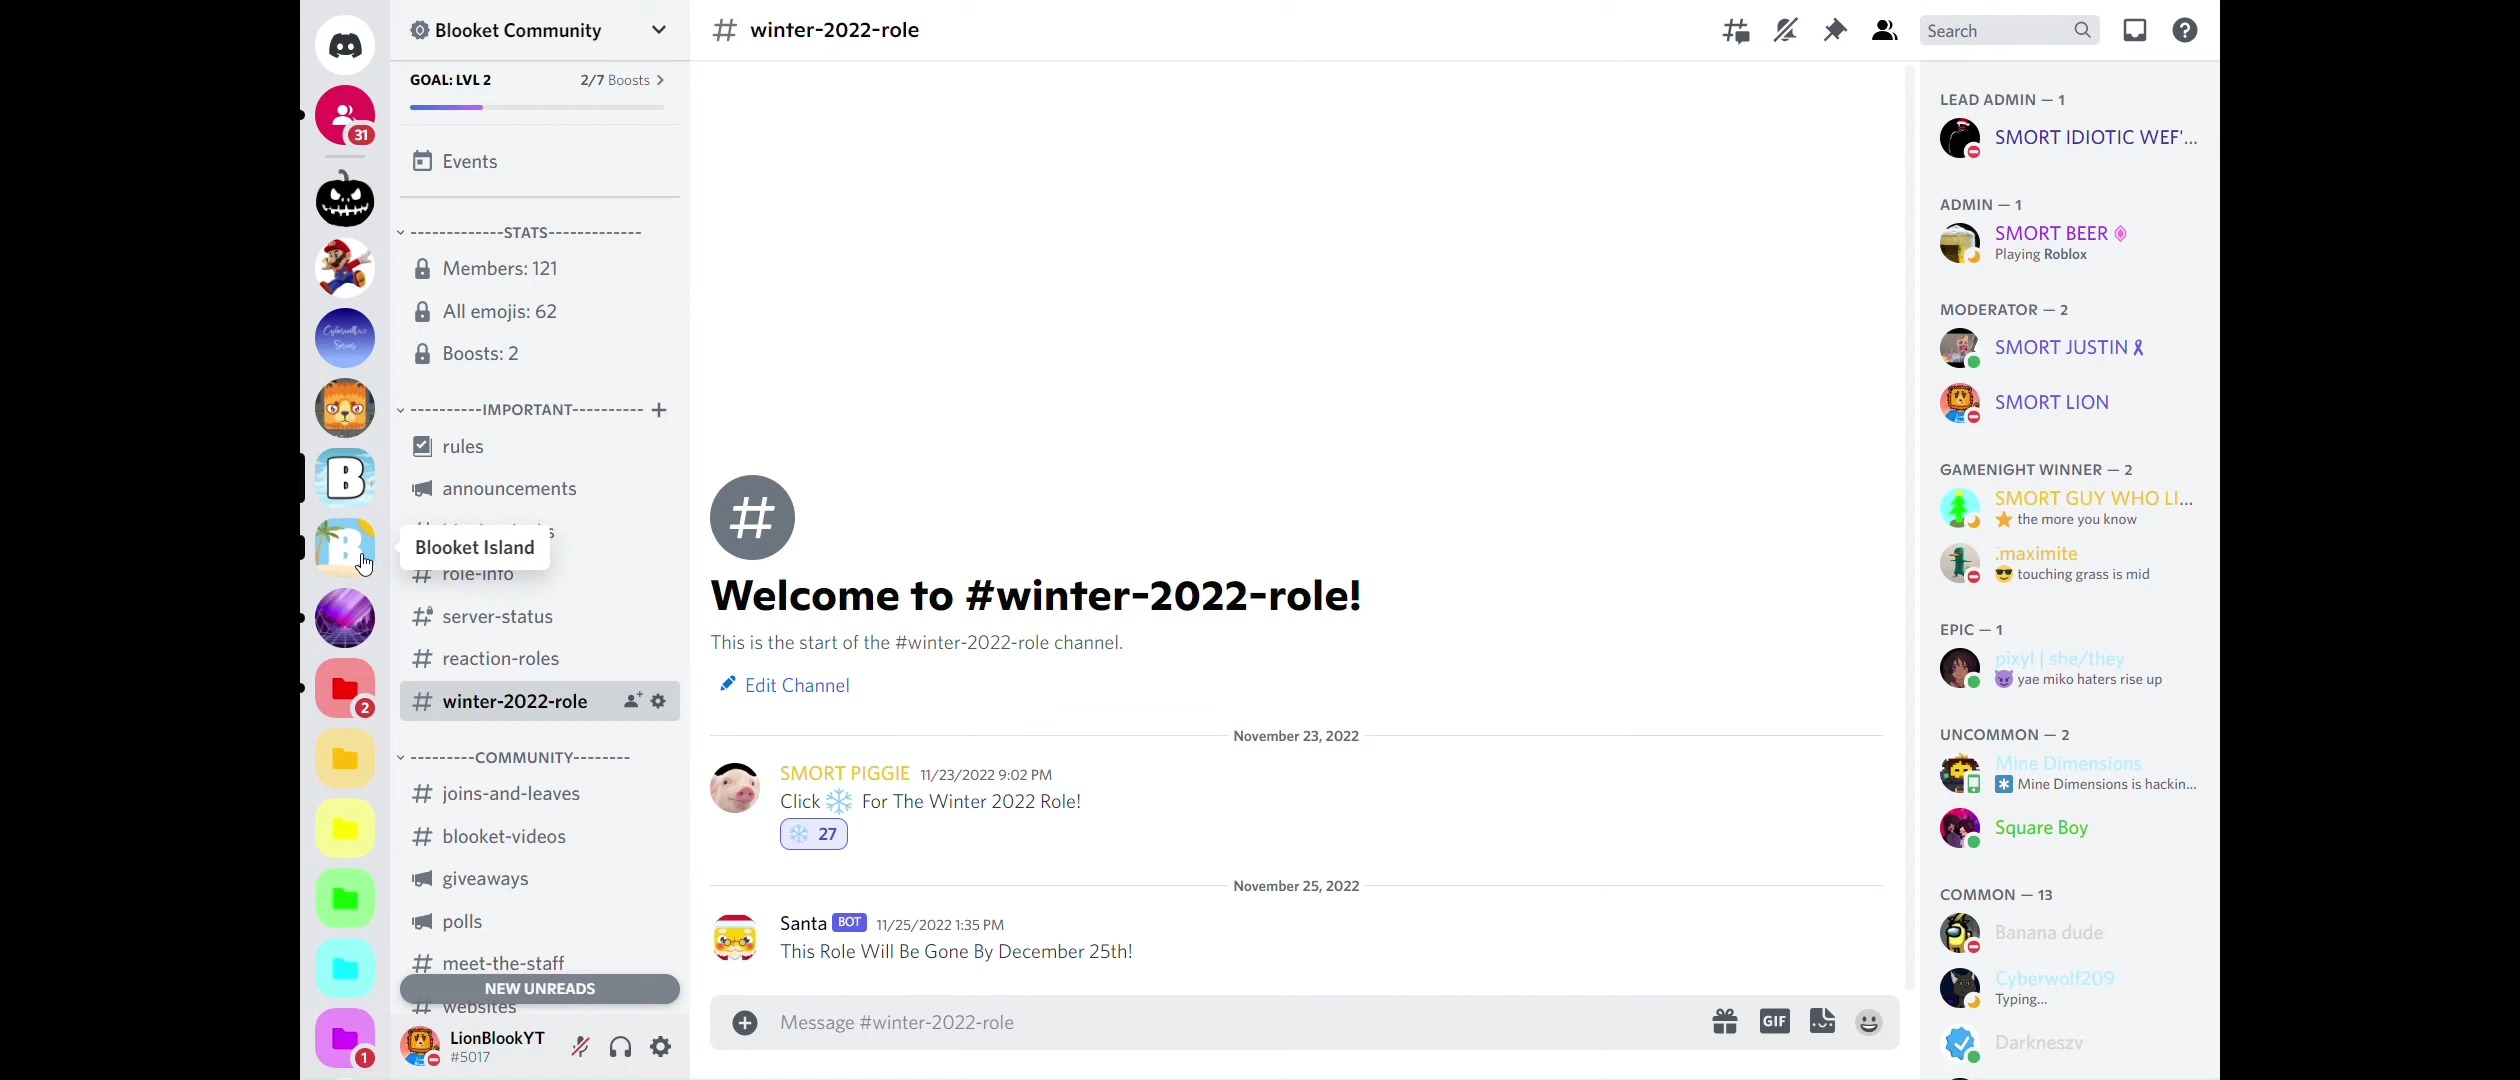 31
2
1
Blooket Community
GOAL: LVL 2
2/7 Boosts
Events
-------------STATS-------------
Members: 121
All emojis: 62
Boosts: 2
----------IMPORTANT----------
rules
announcements
B
B
Blooket Island
role-info
server-status
reaction-roles
winter-2022-role
---------COMMUNITY--------
joins-and-leaves
blooket-videos
giveaways
polls
meet-the-staff
NEW UNREADS
websites
LionBlookYT
#5017
# winter-2022-role
Search
#
Welcome to #winter-2022-role!
This is the start of the #winter-2022-role channel.
Edit Channel
November 23, 2022
SMORT PIGGIE 11/23/2022 9:02 PM
Click ❄️ For The Winter 2022 Role!
❄️ 27
November 25, 2022
Santa BOT 11/25/2022 1:35 PM
This Role Will Be Gone By December 25th!
Message #winter-2022-role
GIF
LEAD ADMIN — 1
SMORT IDIOTIC WEF'...
ADMIN — 1
SMORT BEER
Playing Roblox
MODERATOR — 2
SMORT JUSTIN
SMORT LION
GAMENIGHT WINNER — 2
SMORT GUY WHO LI...
⭐ the more you know
.maximite
😎 touching grass is mid
EPIC — 1
pixyl | she/they
😈 yae miko haters rise up
UNCOMMON — 2
Mine Dimensions
Mine Dimensions is hackin...
Square Boy
COMMON — 13
Banana dude
Cyberwolf209
Typing...
Darkneszv